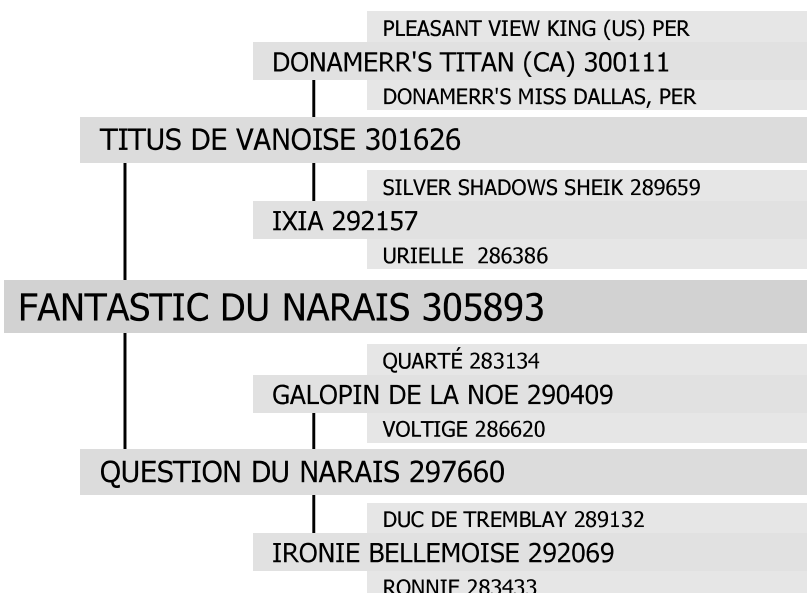 PLEASANT VIEW KING (US) PER
DONAMERR'S TITAN (CA) 300111
DONAMERR'S MISS DALLAS, PER
TITUS DE VANOISE 301626
SILVER SHADOWS SHEIK 289659
IXIA 292157
URIELLE 286386
FANTASTIC DU NARAIS 305893
QUARTÉ 283134
GALOPIN DE LA NOE 290409
VOLTIGE 286620
QUESTION DU NARAIS 297660
DUC DE TREMBLAY 289132
IRONIE BELLEMOISE 292069
RONNIE 283433